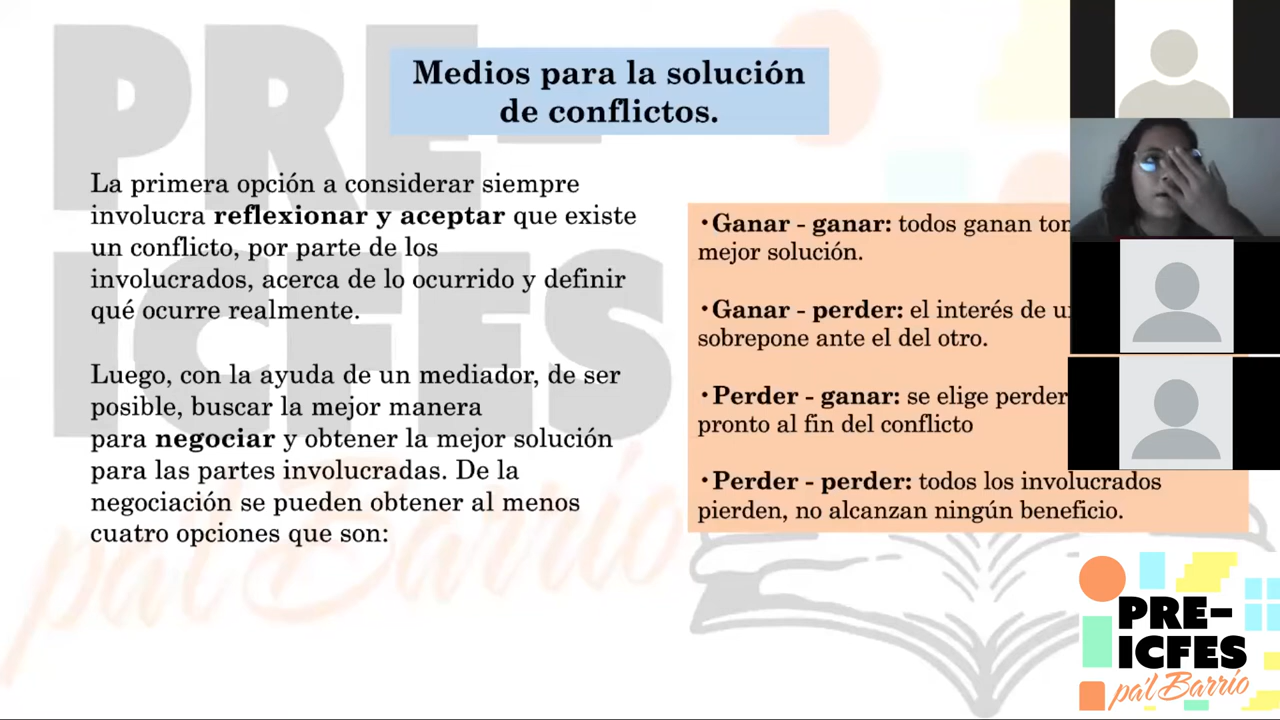 Medios para la solución
de conflictos.
La primera opción a considerar siempre
involucra reflexionar y aceptar que existe
un conflicto, por parte de los
involucrados, acerca de lo ocurrido y definir
qué ocurre realmente.
Luego, con la ayuda de un mediador, de ser
posible, buscar la mejor manera
para negociar y obtener la mejor solución
para las partes involucradas. De la
negociación se pueden obtener al menos
cuatro opciones que son:
•Ganar - ganar: todos ganan
mejor solución.
•Ganar - perder: el interés de
sobrepone ante el del otro.
•Perder - ganar: se elige perder
pronto al fin del conflicto
•Perder - perder: todos los involucrados
pierden, no alcanzan ningún beneficio.
PRE-
ICFES
pa'l Barrio
PRE-
ICFES
pa'l Barrio